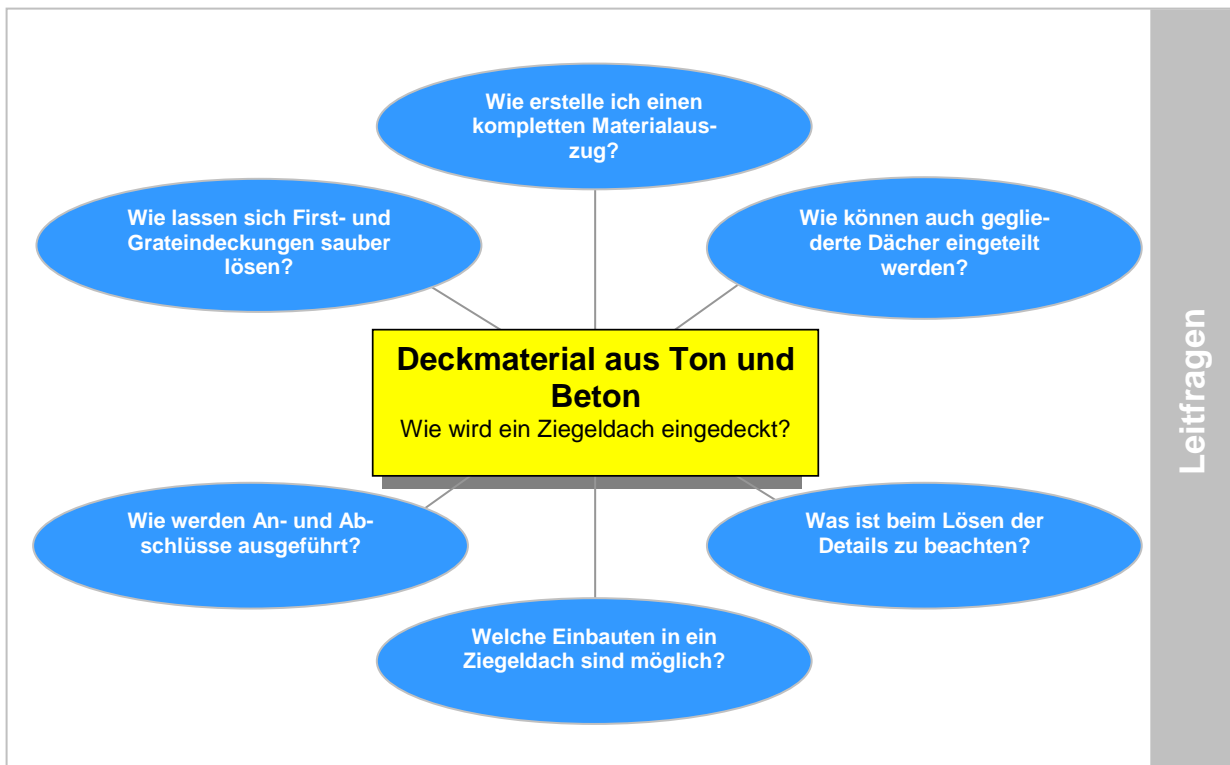 Wie erstelle ich einen
kompletten Materialaus-
zug?
Wie lassen sich First- und
Grateindeckungen sauber
lösen?
Wie können auch geglie-
derte Dächer eingeteilt
werden?
Deckmaterial aus Ton und
Beton
Wie wird ein Ziegeldach eingedeckt?
Wie werden An- und Ab-
schlüsse ausgeführt?
Was ist beim Lösen der
Details zu beachten?
Welche Einbauten in ein
Ziegeldach sind möglich?
Leitfragen